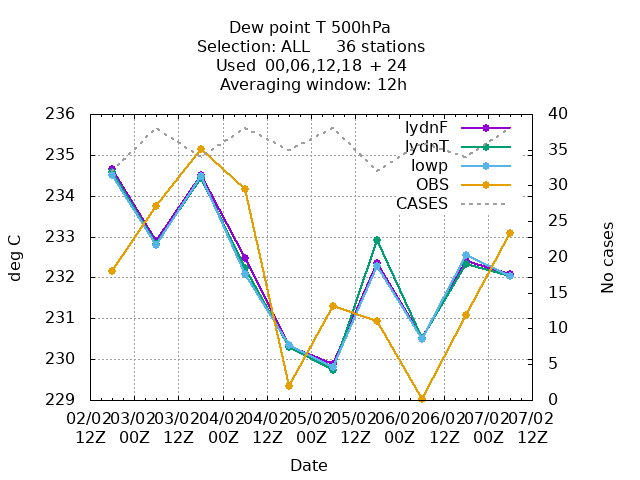 Dew point T 500hPa
Selection: ALL 36 stations
Used 00,06,12,18 + 24
Averaging window: 12h
236
235
234
233
232
231
230
229
40
35
30
25
20
15
10
5
0
lydnF
lydnT
lowp
OBS
CASES
deg C
No cases
02/02 03/02 03/02 04/02 04/02 05/02 05/02 06/02 06/02 07/02 07/02
12Z 00Z 12Z 00Z 12Z 00Z 12Z 00Z 12Z 00Z 12Z
Date